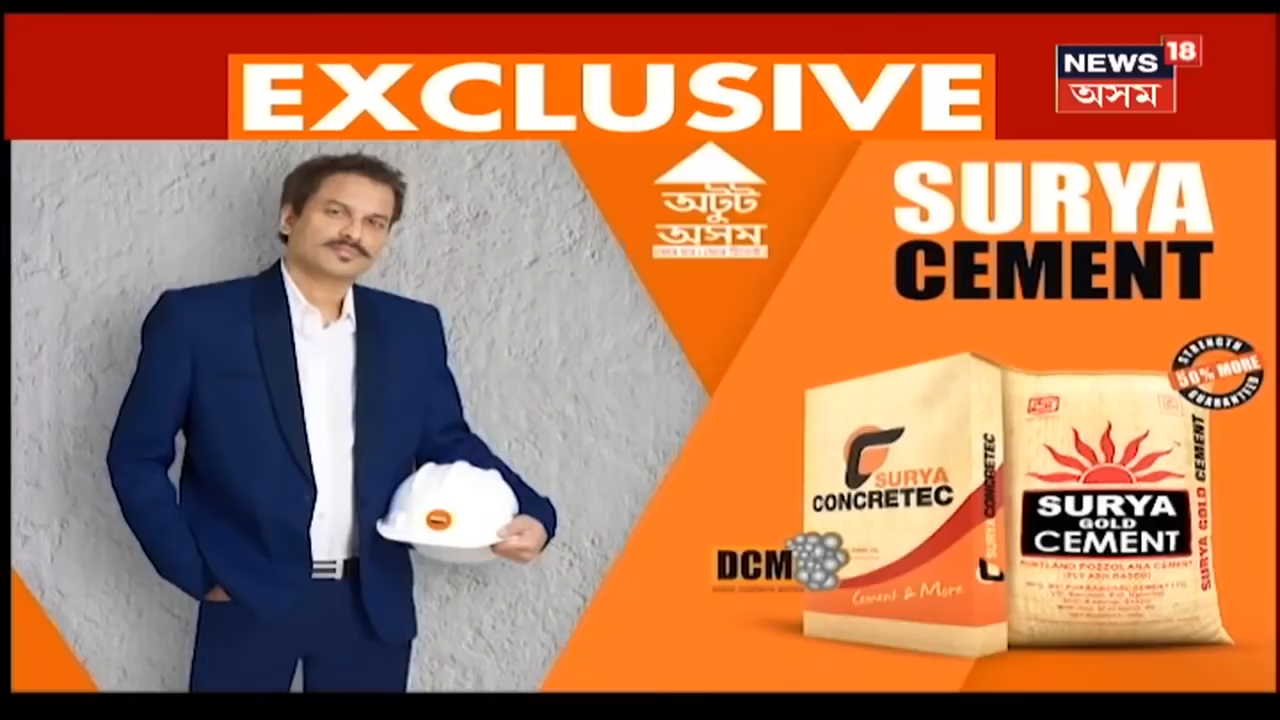 EXCLUSIVE
NEWS 18
অসম
অটুট
অসম
SURYA
CEMENT
STRENGTH
50% MORE
GUARANTEED
SURYA
CONCRETEC
SURYA CONCRETEC
Cement & More
DCM
SURYA
GOLD
CEMENT
PORTLAND POZZOLANA CEMENT
(FLY ASH BASED)
SURYA GOLD CEMENT